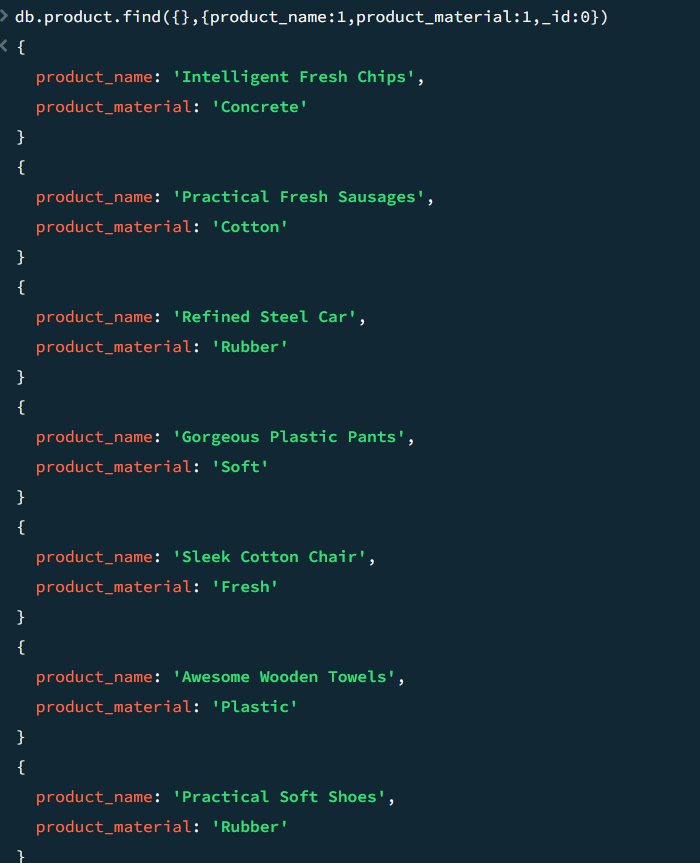 > db.product.find({},{product_name:1,product_material:1,_id:0})
< {
product_name: 'Intelligent Fresh Chips',
product_material: 'Concrete'
}
{
product_name: 'Practical Fresh Sausages',
product_material: 'Cotton'
}
{
product_name: 'Refined Steel Car',
product_material: 'Rubber'
}
{
product_name: 'Gorgeous Plastic Pants',
product_material: 'Soft'
}
{
product_name: 'Sleek Cotton Chair',
product_material: 'Fresh'
}
{
product_name: 'Awesome Wooden Towels',
product_material: 'Plastic'
}
{
product_name: 'Practical Soft Shoes',
product_material: 'Rubber'
}